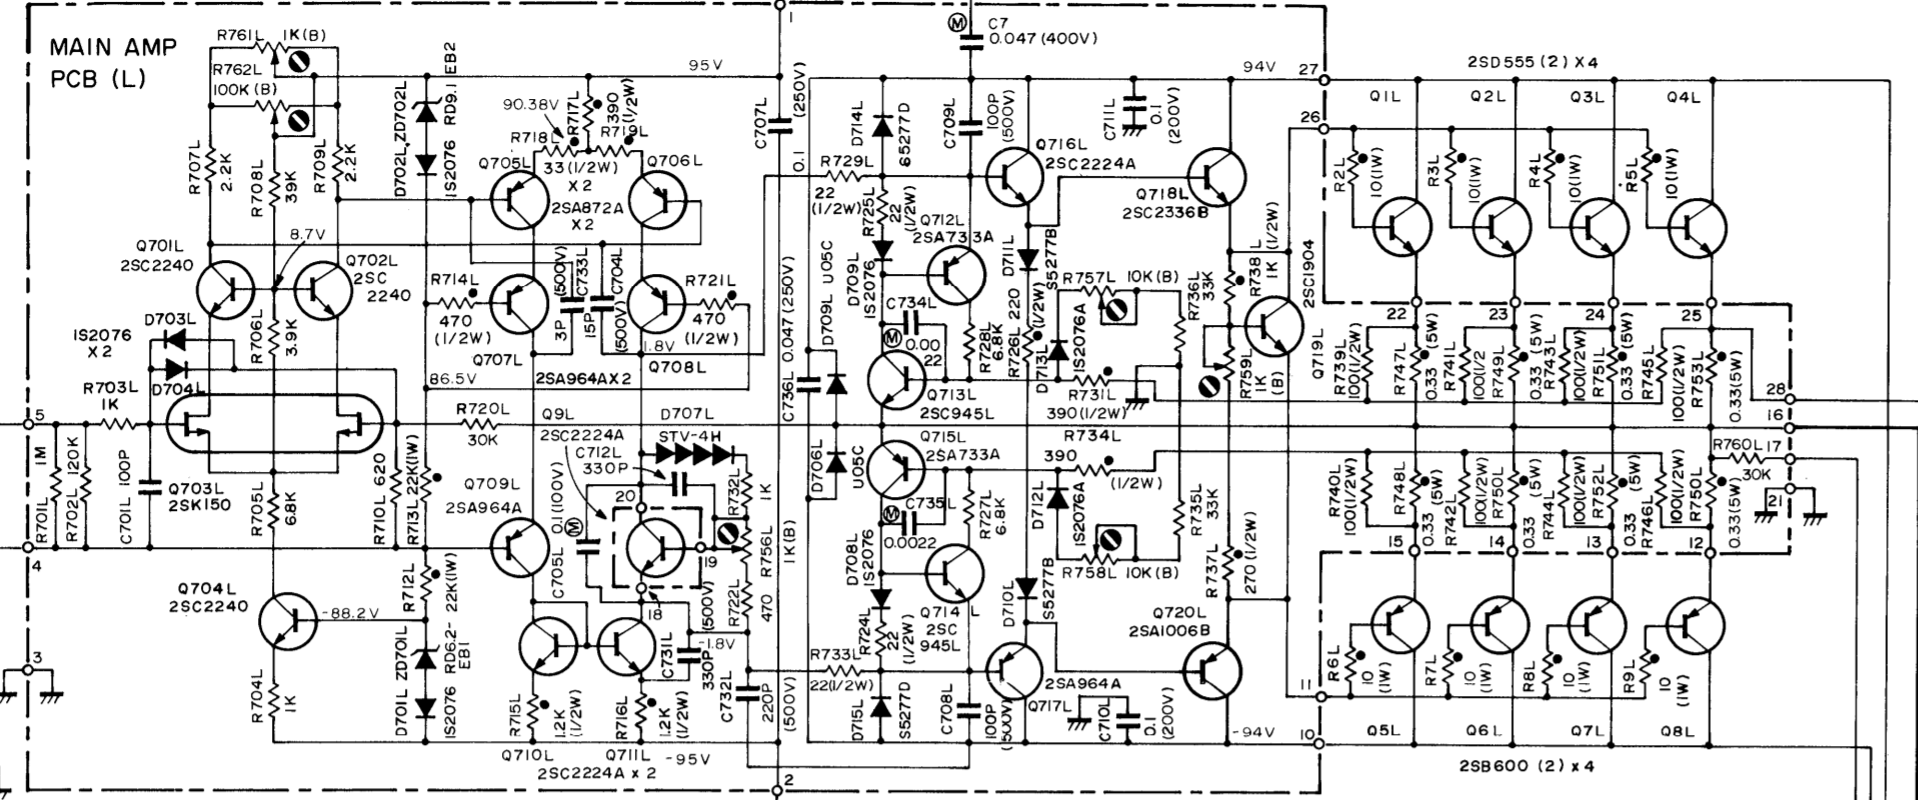 MAIN AMP
PCB (L)
R761L 1K(B)
R762L
100K(B)
R707L
2.2K
R708L
39K
R709L
2.2K
8.7V
Q701L
2SC2240
Q702L
2SC
2240
1S2076
X2
D703L
D704L
R706L
3.9K
R703L
1K
5
1M
R701L
R702L 120K
C701L 100P
Q703L
2SK150
R705L
6.8K
R710L 620
R713L 22K(1W)
4
Q704L
2SC2240
-88.2V
R712L
22K(1W)
ZD701L
RD6.2-
EB1
D701L
1S2076
R704L
1K
3
D702L, ZD702L
RD9.1 EB2
1S2076
95V
90.38V
R717L
390
(1/2W)
R718L
R719L
33(1/2W)
X2
Q705L
Q706L
2SA872A
X2
R714L
470
(1/2W)
(500V)
C733L
3P
C704L
15P
(500V)
R721L
470
(1/2W)
1.8V
Q707L
2SA964AX2
Q708L
86.5V
R720L
30K
Q9L
2SC2224A
D707L
STV-4H
C712L
330P
Q709L
2SA964A
0.1(100V)
C705L
M
20
19
18
R732L
1K
R756L
1K(B)
R722L
470
(500V)
-1.8V
C731L
330P
C732L
220P
(500V)
R715L
1.2K
(1/2W)
R716L
1.2K
(1/2W)
Q710L
Q711L
2SC2224A X 2
-95V
1
2
C707L
0.1
(250V)
C736L 0.047(250V)
D709L U05C
D706L
U05C
M
C7
0.047(400V)
D714L
S5277D
C709L
100P
(500V)
R729L
22
(1/2W)
R725L
22
(1/2W)
Q716L
2SC2224A
C711L
0.1
(200V)
94V
27
26
Q718L
2SC2336B
Q712L
2SA733A
D709L
1S2076
D711L
S5277B
C734L
M
0.00
22
R728L
6.8K
R726L
220
(1/2W)
R757L
10K(B)
D713L
1S2076A
R736L
33K
R738L
1K
(1/2W)
2SC1904
Q719L
R759L
1K
(B)
Q713L
2SC945L
R731L
390(1/2W)
Q715L
2SA733A
R734L
390
(1/2W)
C735L
M
0.0022
R727L
6.8K
D712L
1S2076A
R735L
33K
R758L
10K(B)
D708L
1S2076
Q714L
2SC
945L
R724L
22
(1/2W)
D710L
S5277B
R737L
270(1/2W)
Q720L
2SA1006B
R733L
22(1/2W)
D715L
S5277D
C708L
100P
(500V)
2SA964A
Q717L
C710L
0.1
(200V)
-94V
10
11
2SD555(2) X4
Q1L
Q2L
Q3L
Q4L
R2L
10(1W)
R3L
10(1W)
R4L
10(1W)
R5L
10(1W)
22
23
24
25
R739L
100(1/2W)
R747L
0.33(5W)
R741L
100(1/2
R749L
0.33(5W)
R743L
100(1/2W)
R751L
0.33(5W)
R745L
100(1/2W)
R753L
0.33(5W)
28
16
17
R760L
30K
21
R740L
100(1/2W)
R748L
0.33
(5W)
R742L
100(1/2W)
R750L
0.33
(5W)
R744L
100(1/2W)
R752L
0.33
(5W)
R746L
100(1/2W)
R750L
0.33(5W)
15
14
13
12
R6L
10
(1W)
R7L
10
(1W)
R8L
10
(1W)
R9L
10
(1W)
Q5L
Q6L
Q7L
Q8L
2SB600 (2) X4